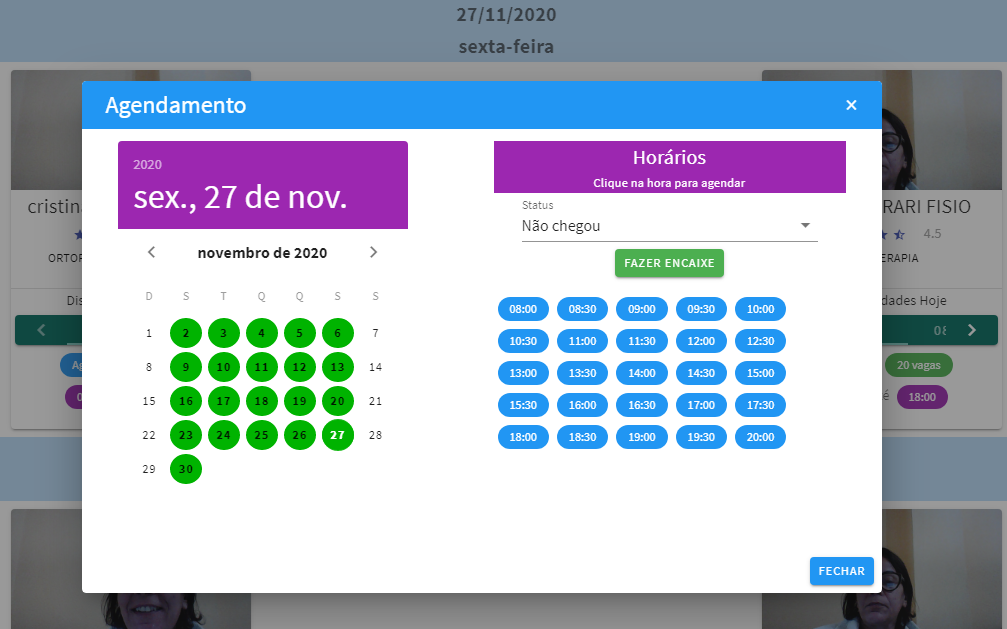 27/11/2020
sexta-feira
Agendamento
×
2020
sex., 27 de nov.
novembro de 2020
D S T Q Q S S
1 2 3 4 5 6 7
8 9 10 11 12 13 14
15 16 17 18 19 20 21
22 23 24 25 26 27 28
29 30
Horários
Clique na hora para agendar
Status
Não chegou
FAZER ENCAIXE
08:00 08:30 09:00 09:30 10:00
10:30 11:00 11:30 12:00 12:30
13:00 13:30 14:00 14:30 15:00
15:30 16:00 16:30 17:00 17:30
18:00 18:30 19:00 19:30 20:00
FECHAR
cristin
ORTOP
Dis
Ag
0
RARI FISIO
4.5
ERAPIA
dades Hoje
08
20 vagas
é 18:00